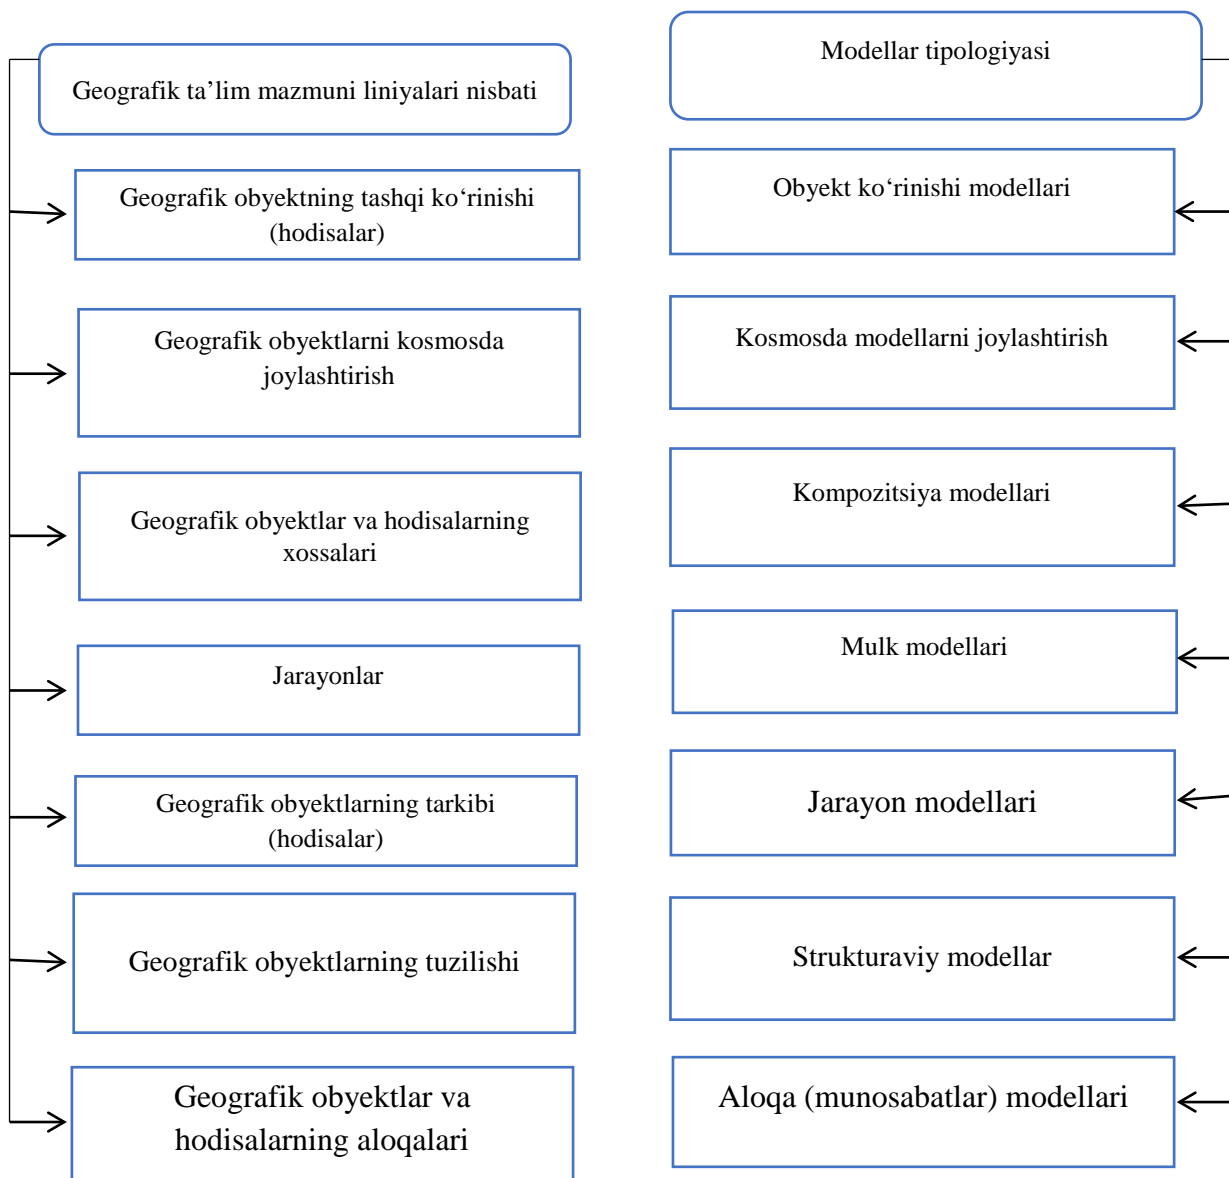 Geografik ta’lim mazmuni liniyalari nisbati
Geografik obyektning tashqi ko‘rinishi
(hodisalar)
Geografik obyektlarni kosmosda
joylashtirish
Geografik obyektlar va hodisalarning
xossalari
Jarayonlar
Geografik obyektlarning tarkibi
(hodisalar)
Geografik obyektlarning tuzilishi
Geografik obyektlar va
hodisalarning aloqalari
Modellar tipologiyasi
Obyekt ko‘rinishi modellari
Kosmosda modellarni joylashtirish
Kompozitsiya modellari
Mulk modellari
Jarayon modellari
Strukturaviy modellar
Aloqa (munosabatlar) modellari